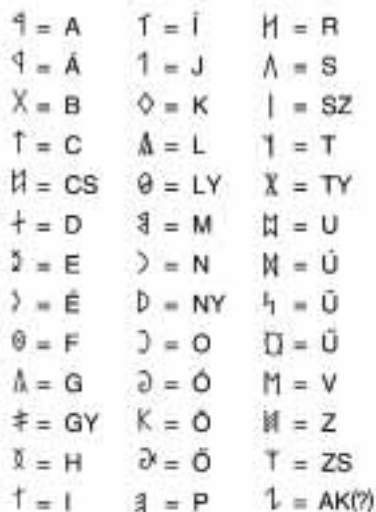 𐲀 = A 𐲑 = Í 𐲢 = R
𐲁 = Á 𐲒 = J 𐲤 = S
𐲂 = B 𐲓 = K 𐲥 = SZ
𐲄 = C 𐲖 = L 𐲦 = T
𐲆 = CS 𐲗 = LY 𐲨 = TY
𐲇 = D 𐲘 = M 𐲪 = U
𐲉 = E 𐲙 = N 𐲫 = Ú
𐲋 = É 𐲚 = NY 𐲬 = Ü
𐲌 = F 𐲛 = O 𐲭 = Ű
𐲍 = G 𐲜 = Ó 𐲮 = V
𐲎 = GY 𐲞 = Ö 𐲯 = Z
𐲏 = H 𐲟 = Ő 𐲰 = ZS
𐲐 = I 𐲠 = P 𐲔 = AK(?)